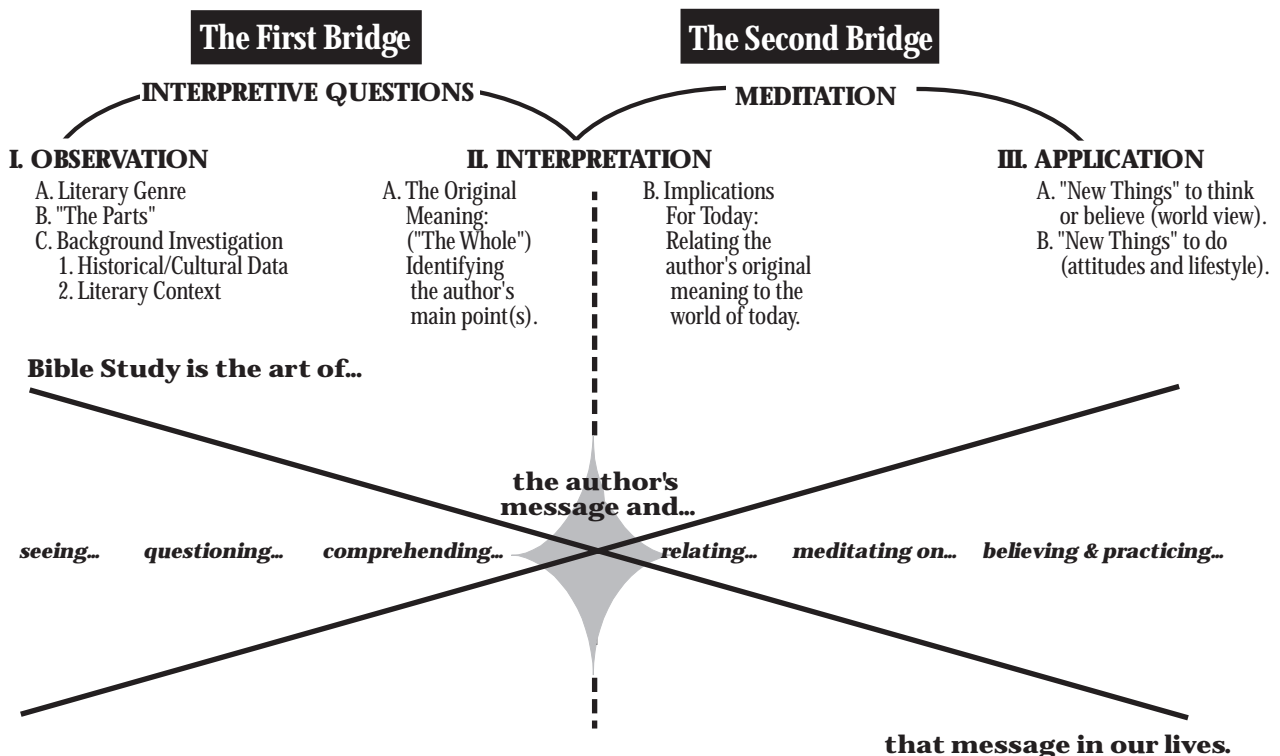 The First Bridge
The Second Bridge
INTERPRETIVE QUESTIONS
MEDITATION
I. OBSERVATION
A. Literary Genre
B. "The Parts"
C. Background Investigation
1. Historical/Cultural Data
2. Literary Context
II. INTERPRETATION
A. The Original
Meaning:
("The Whole")
Identifying
the author's
main point(s).
B. Implications
For Today:
Relating the
author's original
meaning to the
world of today.
III. APPLICATION
A. "New Things" to think
or believe (world view).
B. "New Things" to do
(attitudes and lifestyle).
Bible Study is the art of...
the author's
message and...
seeing... questioning... comprehending... relating... meditating on... believing & practicing...
that message in our lives.